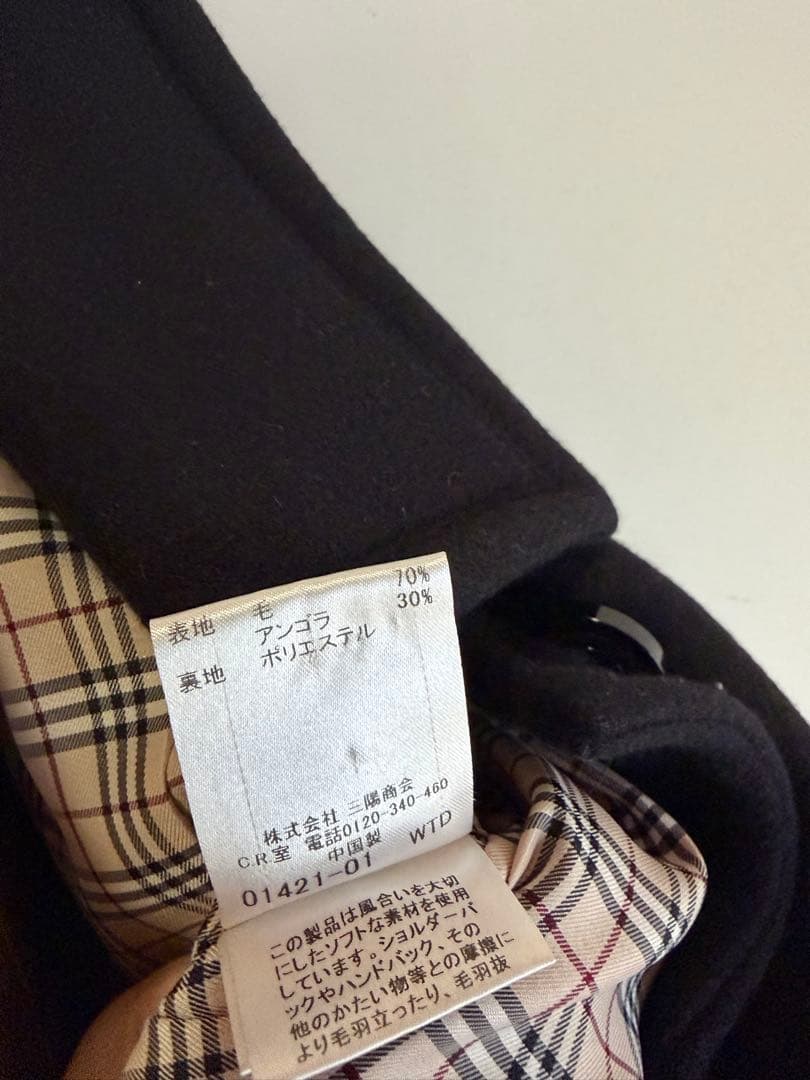 表地 毛 70%
アンゴラ 30%
裏地 ポリエステル
株式会社 三陽商会
CR室 電話0120-340-460
中国製
01421-01 WTD
この製品は風合いを大切
にしたソフトな素材を使用
しています。ショルダーバ
ックやハンドバック、その
他のかたい物等との摩擦に
より毛羽立ったり、毛羽抜